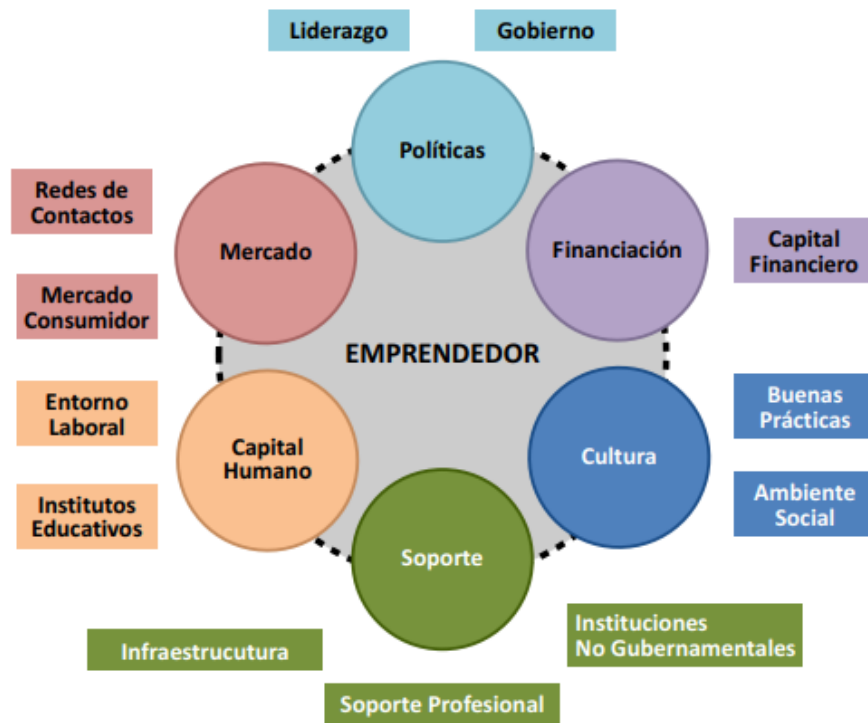 Liderazgo
Gobierno
Políticas
Redes de
Contactos
Mercado
Financiación
Capital
Financiero
Mercado
Consumidor
EMPRENDEDOR
Entorno
Laboral
Buenas
Prácticas
Capital
Humano
Cultura
Institutos
Educativos
Ambiente
Social
Soporte
Infraestrucutura
Instituciones
No Gubernamentales
Soporte Profesional